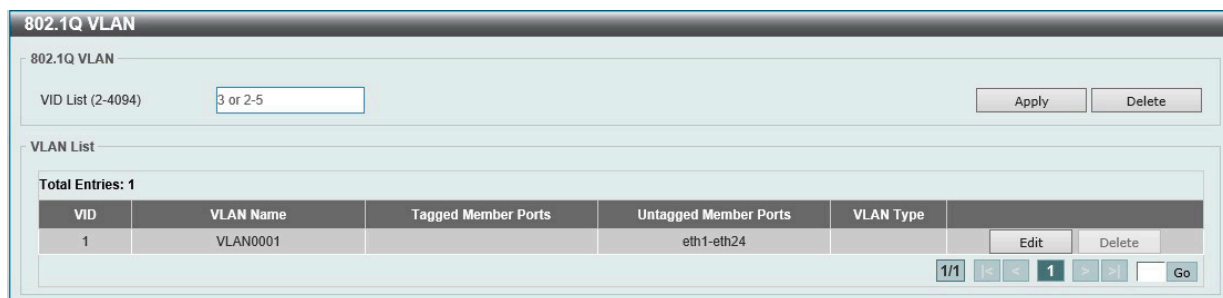 802.1Q VLAN
802.1Q VLAN
VID List (2-4094) 3 or 2-5 Apply Delete
VLAN List
Total Entries: 1
VID VLAN Name Tagged Member Ports Untagged Member Ports VLAN Type
1 VLAN0001 eth1-eth24 Edit Delete
1/1 |< < 1 > >| Go